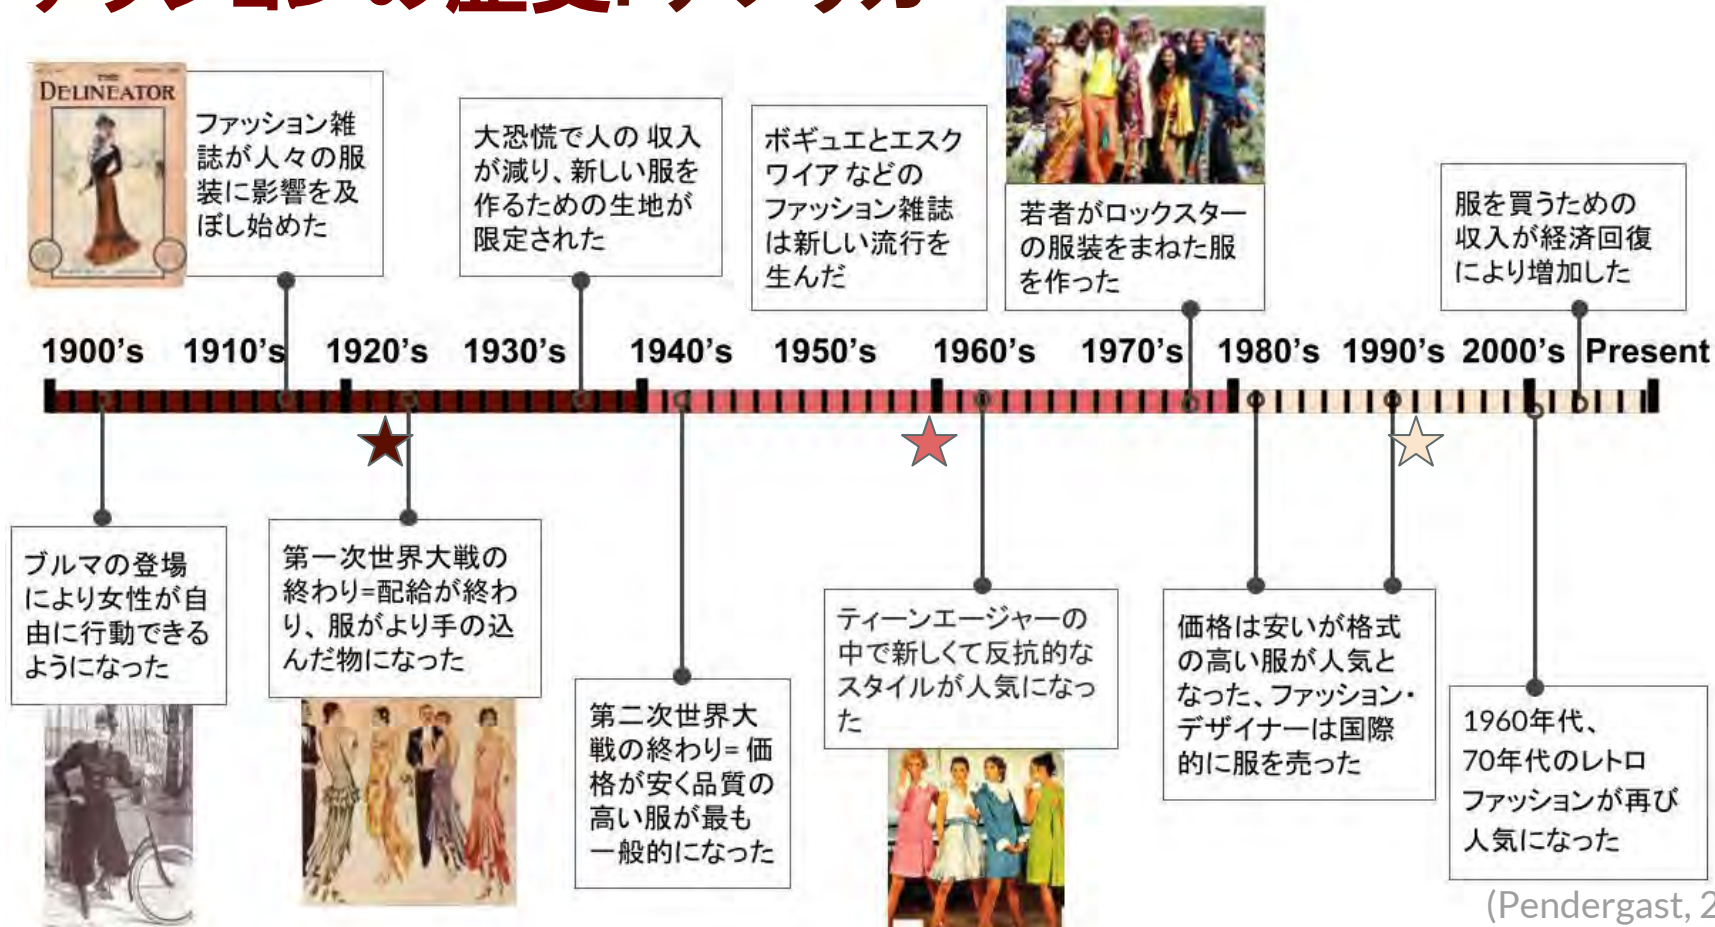 ファッションの歴史:アメリカ
THE
DELINEATOR
ファッション雑
誌が人々の服
装に影響を及
ぼし始めた
大恐慌で人の 収入
が減り、新しい服を
作るための生地が
限定された
ボギュエとエスク
ワイア などの
ファッション雑誌
は新しい流行を
生んだ
若者がロックスター
の服装をまねた服
を作った
服を買うための
収入が経済回復
により増加した
1900's 1910's 1920's 1930's 1940's 1950's 1960's 1970's 1980's 1990's 2000's Present
ブルマの登場
により女性が自
由に行動できる
ようになった
第一次世界大戦の
終わり=配給が終わ
り、服がより手の込
んだ物になった
第二次世界大
戦の終わり= 価
格が安く品質の
高い服が最も
一般的になった
ティーンエージャーの
中で新しくて反抗的な
スタイルが人気になっ
た
価格は安いが格式
の高い服が人気と
なった、ファッション・
デザイナーは国際
的に服を売った
1960年代、
70年代のレトロ
ファッションが再び
人気になった
(Pendergast, 2